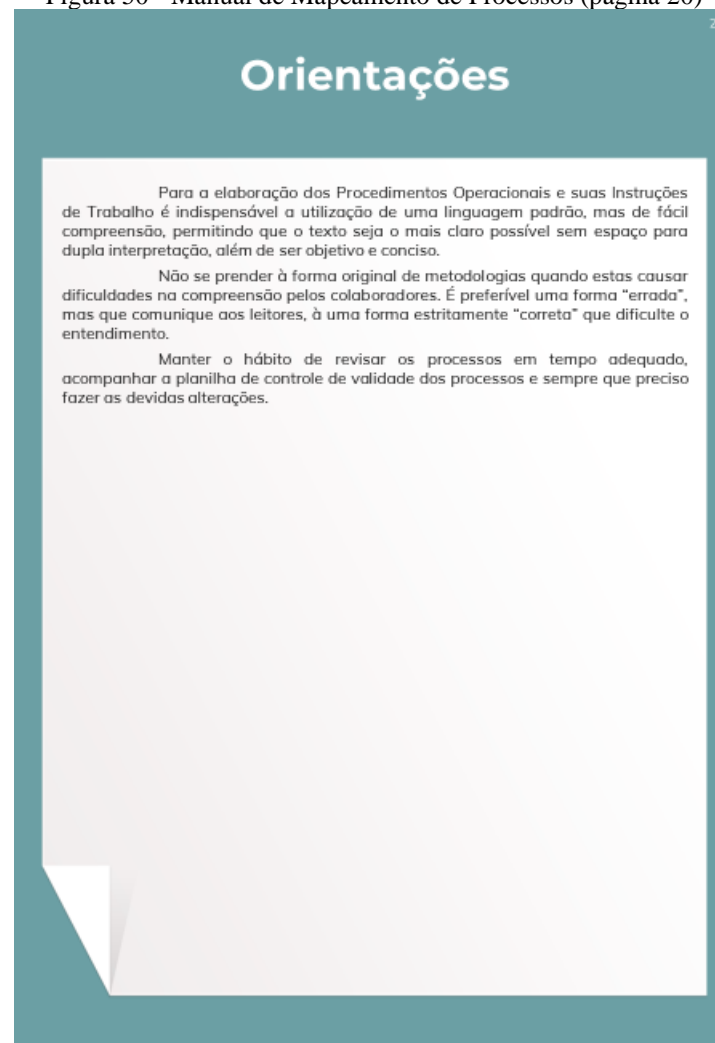 Figura 30 - Manual de Mapeamento de Processos (página 20)
Orientações
Para a elaboração dos Procedimentos Operacionais e suas Instruções
de Trabalho é indispensável a utilização de uma linguagem padrão, mas de fácil
compreensão, permitindo que o texto seja o mais claro possível sem espaço para
dupla interpretação, além de ser objetivo e conciso.
Não se prender à forma original de metodologias quando estas causar
dificuldades na compreensão pelos colaboradores. É preferível uma forma “errada”,
mas que comunique aos leitores, à uma forma estritamente “correta” que dificulte o
entendimento.
Manter o hábito de revisar os processos em tempo adequado,
acompanhar a planilha de controle de validade dos processos e sempre que preciso
fazer as devidas alterações.